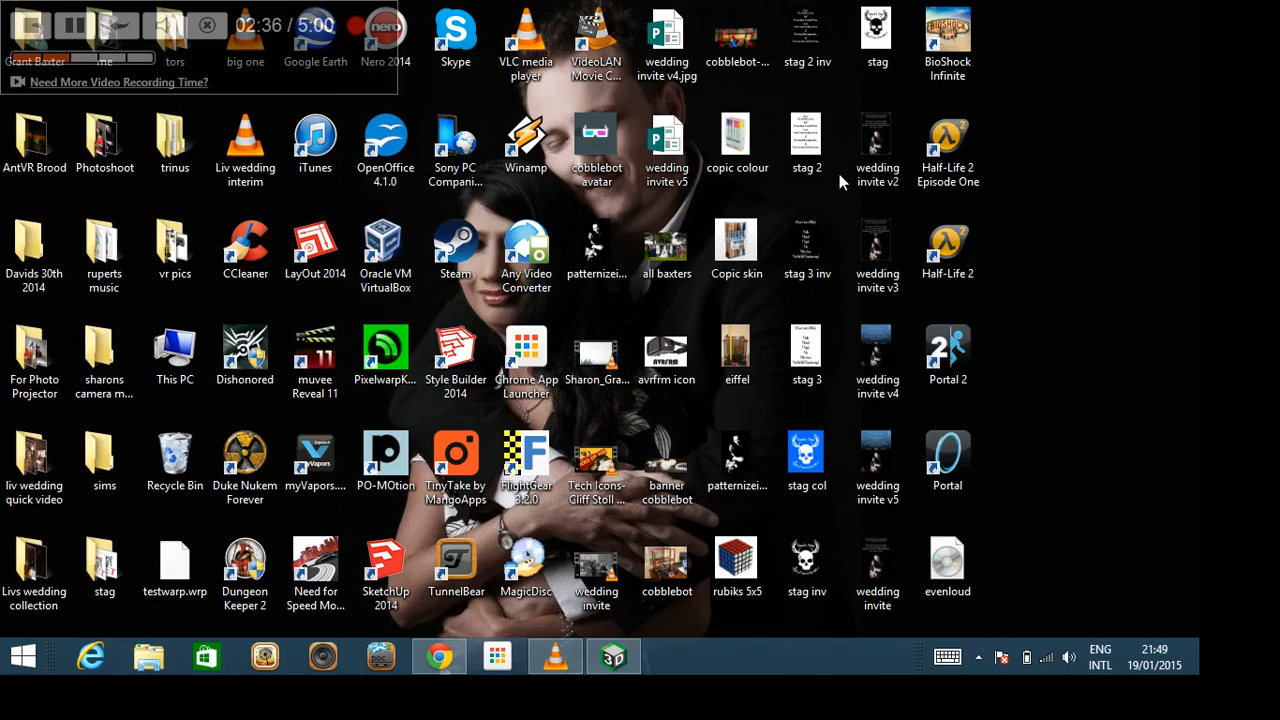 02:36 / 5:00
Need More Video Recording Time?
Grant Baxter
me
tors
big one
Google Earth
Nero 2014
Skype
VLC media player
VideoLAN Movie C...
wedding invite v4.jpg
cobblebot-...
stag 2 inv
stag
BioShock Infinite
AntVR Brood
Photoshoot
trinus
Liv wedding interim
iTunes
OpenOffice 4.1.0
Sony PC Compani...
Winamp
cobblebot avatar
wedding invite v5
copic colour
stag 2
wedding invite v2
Half-Life 2 Episode One
Davids 30th 2014
ruperts music
vr pics
CCleaner
LayOut 2014
Oracle VM VirtualBox
Steam
Any Video Converter
patternizei...
all baxters
Copic skin
stag 3 inv
wedding invite v3
Half-Life 2
For Photo Projector
sharons camera m...
This PC
Dishonored
muvee Reveal 11
PixelwarpK...
Style Builder 2014
Chrome App Launcher
Sharon_Gra...
avrfrm icon
eiffel
stag 3
wedding invite v4
Portal 2
liv wedding quick video
sims
Recycle Bin
Duke Nukem Forever
myVapors....
PO-MOtion
TinyTake by MangoApps
FlightGear 3.2.0
Tech Icons- Cliff Stoll ...
banner cobblebot
patternizei...
stag col
wedding invite v5
Portal
Livs wedding collection
stag
testwarp.wrp
Dungeon Keeper 2
Need for Speed Mo...
SketchUp 2014
TunnelBear
MagicDisc
wedding invite
cobblebot
rubiks 5x5
stag inv
wedding invite
evenloud
ENG
INTL
21:49
19/01/2015